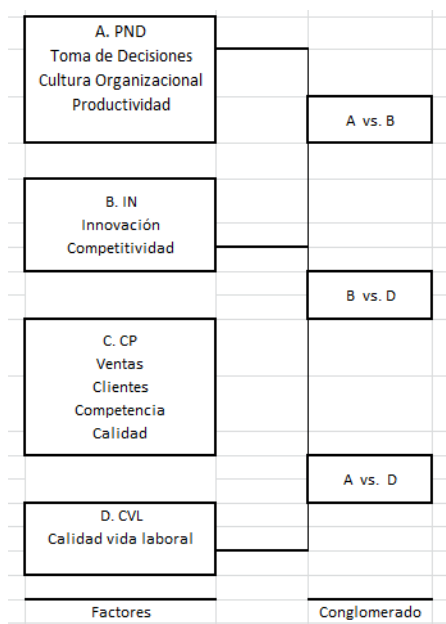 A. PND
Toma de Decisiones
Cultura Organizacional
Productividad
A vs. B
B. IN
Innovación
Competitividad
B vs. D
C. CP
Ventas
Clientes
Competencia
Calidad
A vs. D
D. CVL
Calidad vida laboral
Factores
Conglomerado